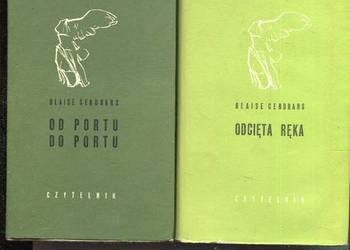 BLAISE CENDRARS
OD PORTU
DO PORTU
CZYTELNIK
BLAISE CENDRARS
ODCIĘTA RĘKA
CZYTELNIK